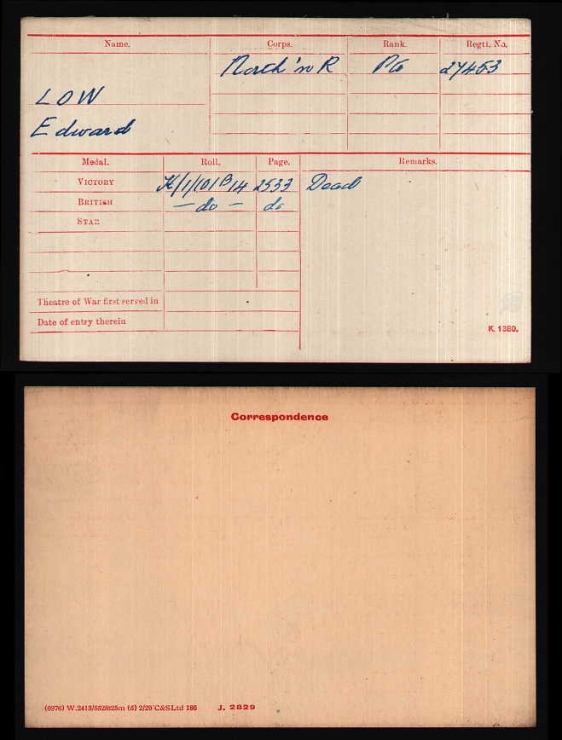 Name. Corps. Rank. Regtl. No.
North'n R Pte 27453
LOW
Edward
Medal. Roll. Page. Remarks.
VICTORY K/1/101B14 2533 Dead
BRITISH — do — do
STAR
Theatre of War first served in
Date of entry therein
K. 1380.
Correspondence
J. 2829